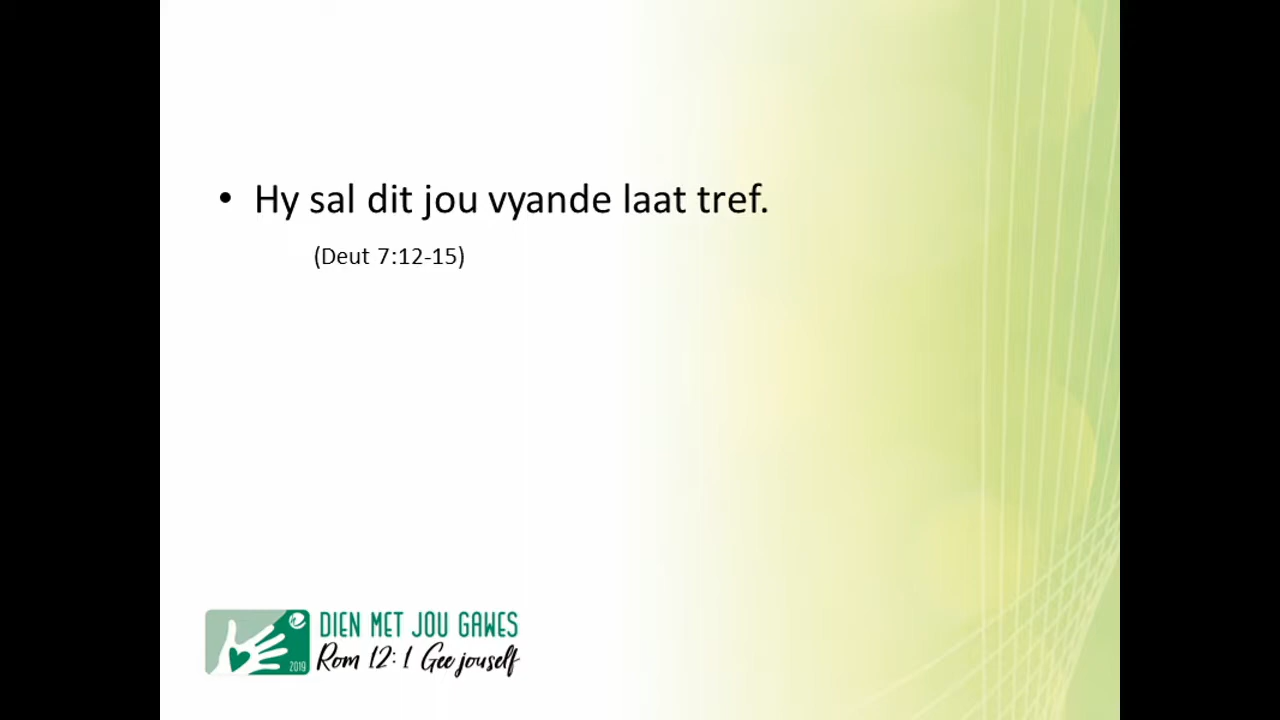 • Hy sal dit jou vyande laat tref.
(Deut 7:12-15)
DIEN MET JOU GAWES
2019
Rom 12: 1 Gee jouself